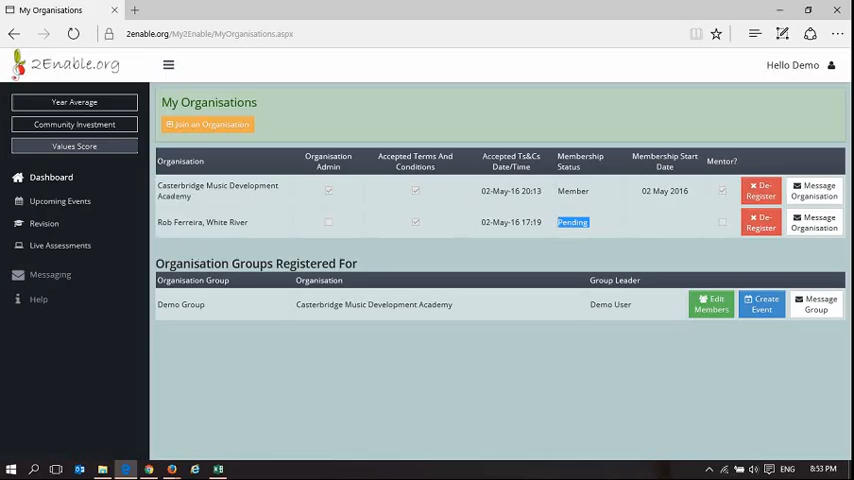 My Organisations
2enable.org/My2Enable/MyOrganisations.aspx
2Enable.org
Hello Demo
Year Average
Community Investment
Values Score
Dashboard
Upcoming Events
Revision
Live Assessments
Messaging
Help
My Organisations
Join an Organisation
Organisation Organisation Admin Accepted Terms And Conditions Accepted Ts&Cs Date/Time Membership Status Membership Start Date Mentor?
Casterbridge Music Development Academy 02-May-16 20:13 Member 02 May 2016 De-Register Message Organisation
Rob Ferreira, White River 02-May-16 17:19 Pending De-Register Message Organisation
Organisation Groups Registered For
Organisation Group Organisation Group Leader
Demo Group Casterbridge Music Development Academy Demo User Edit Members Create Event Message Group
ENG 8:53 PM